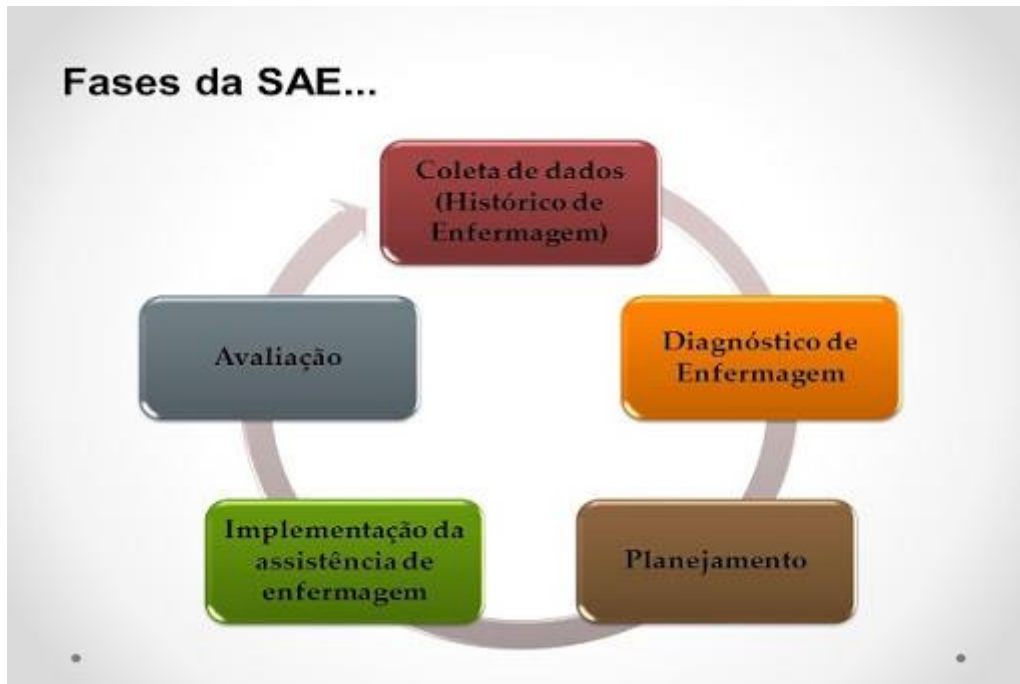 Fases da SAE...
Coleta de dados
(Histórico de
Enfermagem)
Diagnóstico de
Enfermagem
Planejamento
Implementação da
assistência de
enfermagem
Avaliação